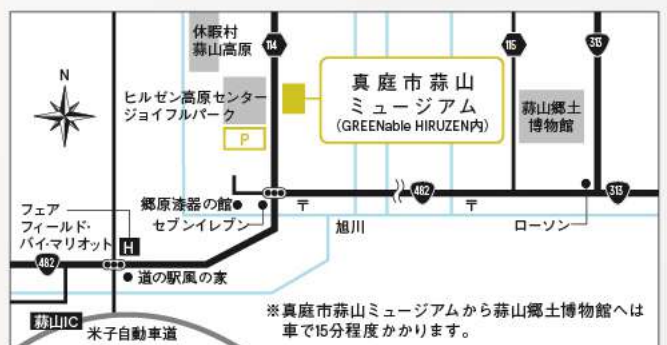 休暇村
蒜山高原
114
115
313
N
真庭市蒜山
ミュージアム
(GREENable HIRUZEN内)
ヒルゼン高原センター
ジョイフルパーク
P
蒜山郷土
博物館
482
313
郷原漆器の館
セブンイレブン
〒
〒
旭川
ローソン
フェア
フィールド・
バイ・マリオット
H
482
道の駅風の家
蒜山IC
米子自動車道
※真庭市蒜山ミュージアムから蒜山郷土博物館へは
車で15分程度かかります。